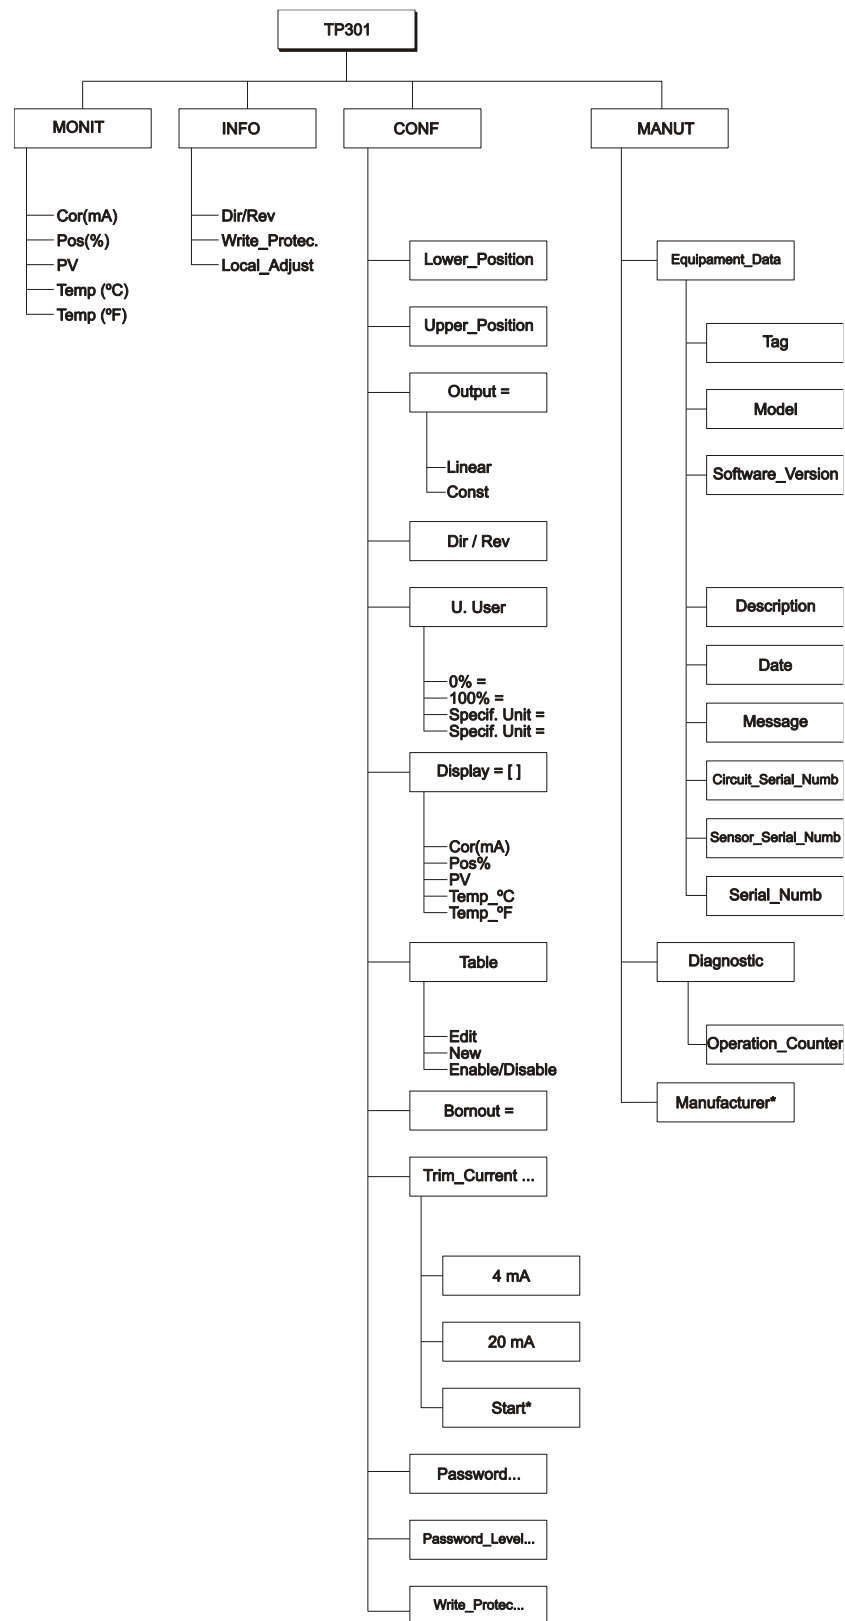 TP301
MONIT
INFO
CONF
MANUT
Cor(mA)
Pos(%)
PV
Temp (ºC)
Temp (ºF)
Dir/Rev
Write_Protec.
Local_Adjust
Lower_Position
Upper_Position
Output =
Linear
Const
Dir / Rev
U. User
0% =
100% =
Specif. Unit =
Specif. Unit =
Display = [ ]
Cor(mA)
Pos%
PV
Temp_ºC
Temp_ºF
Table
Edit
New
Enable/Disable
Bornout =
Trim_Current ...
4 mA
20 mA
Start*
Password...
Password_Level...
Write_Protec...
Equipament_Data
Tag
Model
Software_Version
Description
Date
Message
Circuit_Serial_Numb
Sensor_Serial_Numb
Serial_Numb
Diagnostic
Operation_Counter
Manufacturer*